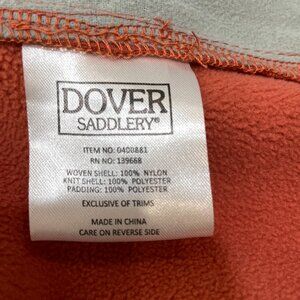 DOVER
SADDLERY®
ITEM NO: 0400881
RN NO: 139668
WOVEN SHELL: 100% NYLON
KNIT SHELL: 100% POLYESTER
PADDING: 100% POLYESTER
EXCLUSIVE OF TRIMS
MADE IN CHINA
CARE ON REVERSE SIDE